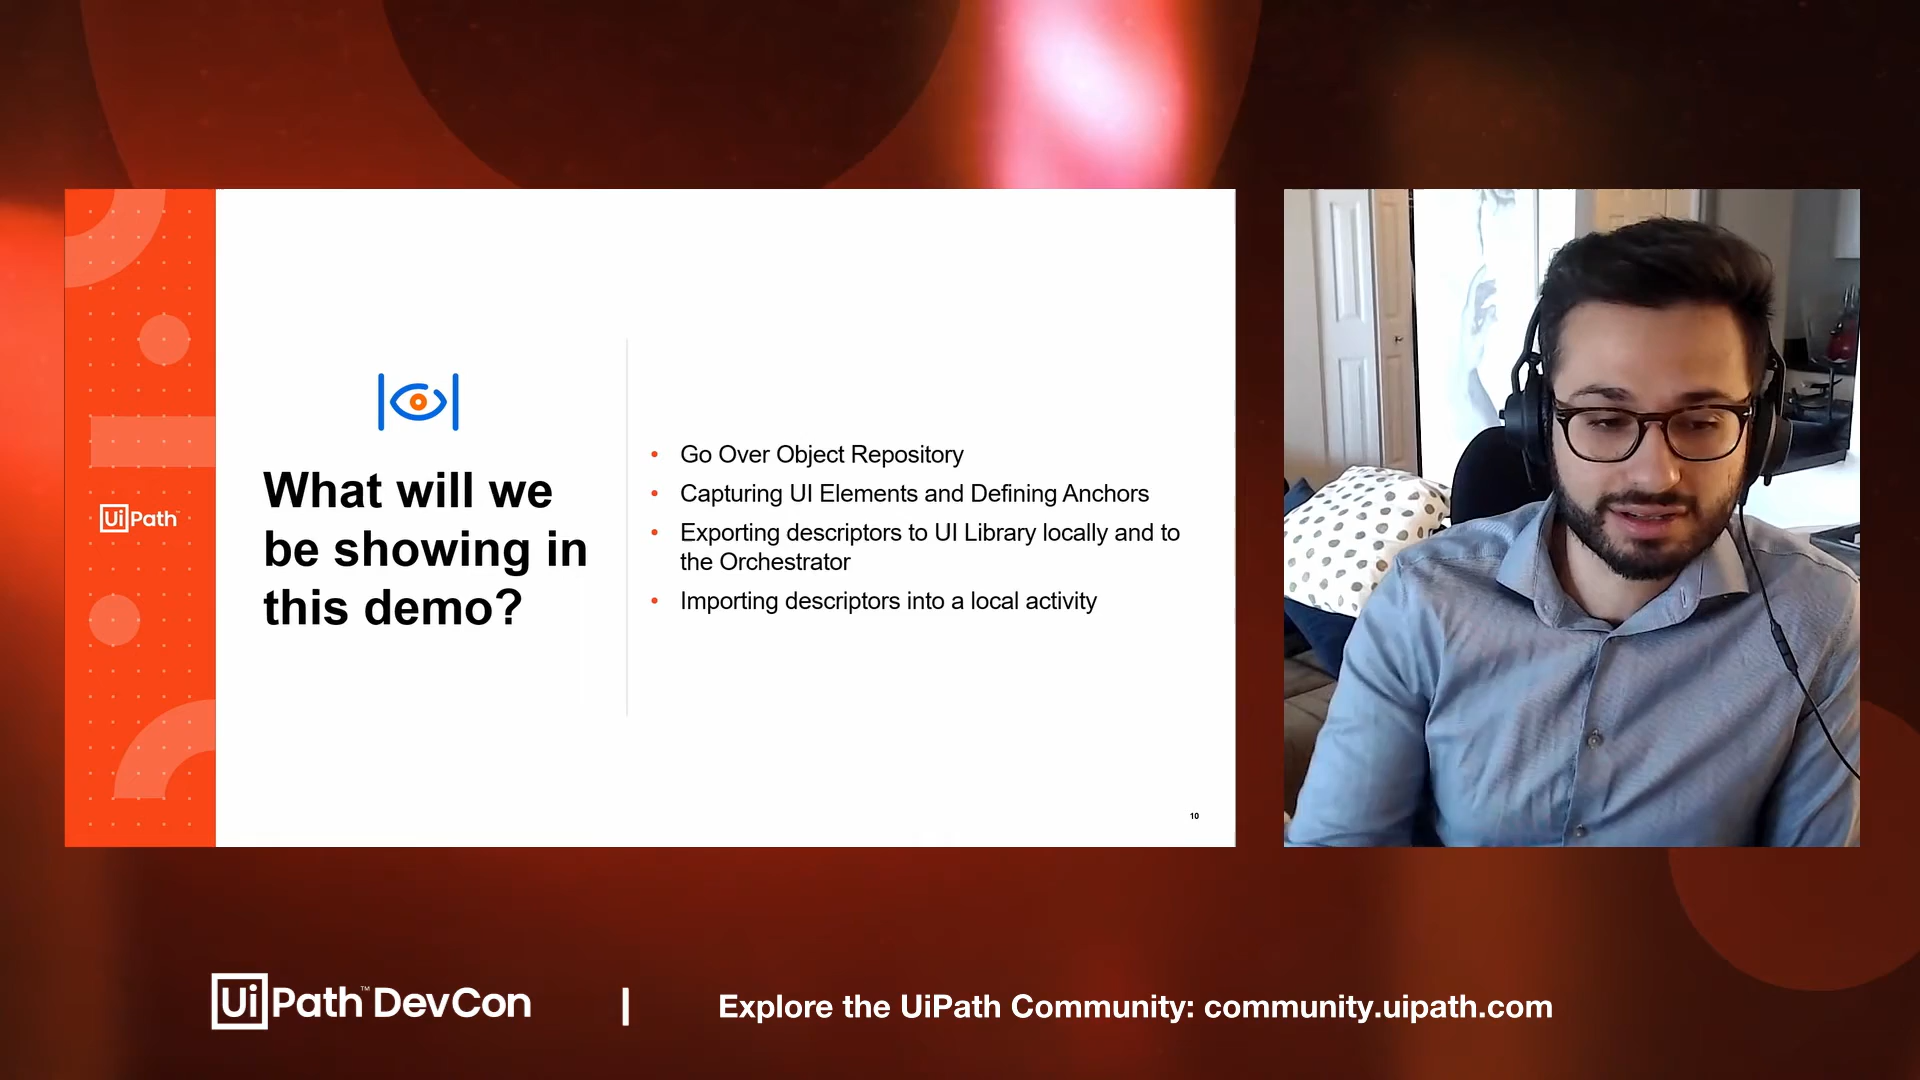 What will we
be showing in
this demo?
• Go Over Object Repository
• Capturing UI Elements and Defining Anchors
• Exporting descriptors to UI Library locally and to
the Orchestrator
• Importing descriptors into a local activity
UiPath™
10
UiPath™ DevCon | Explore the UiPath Community: community.uipath.com